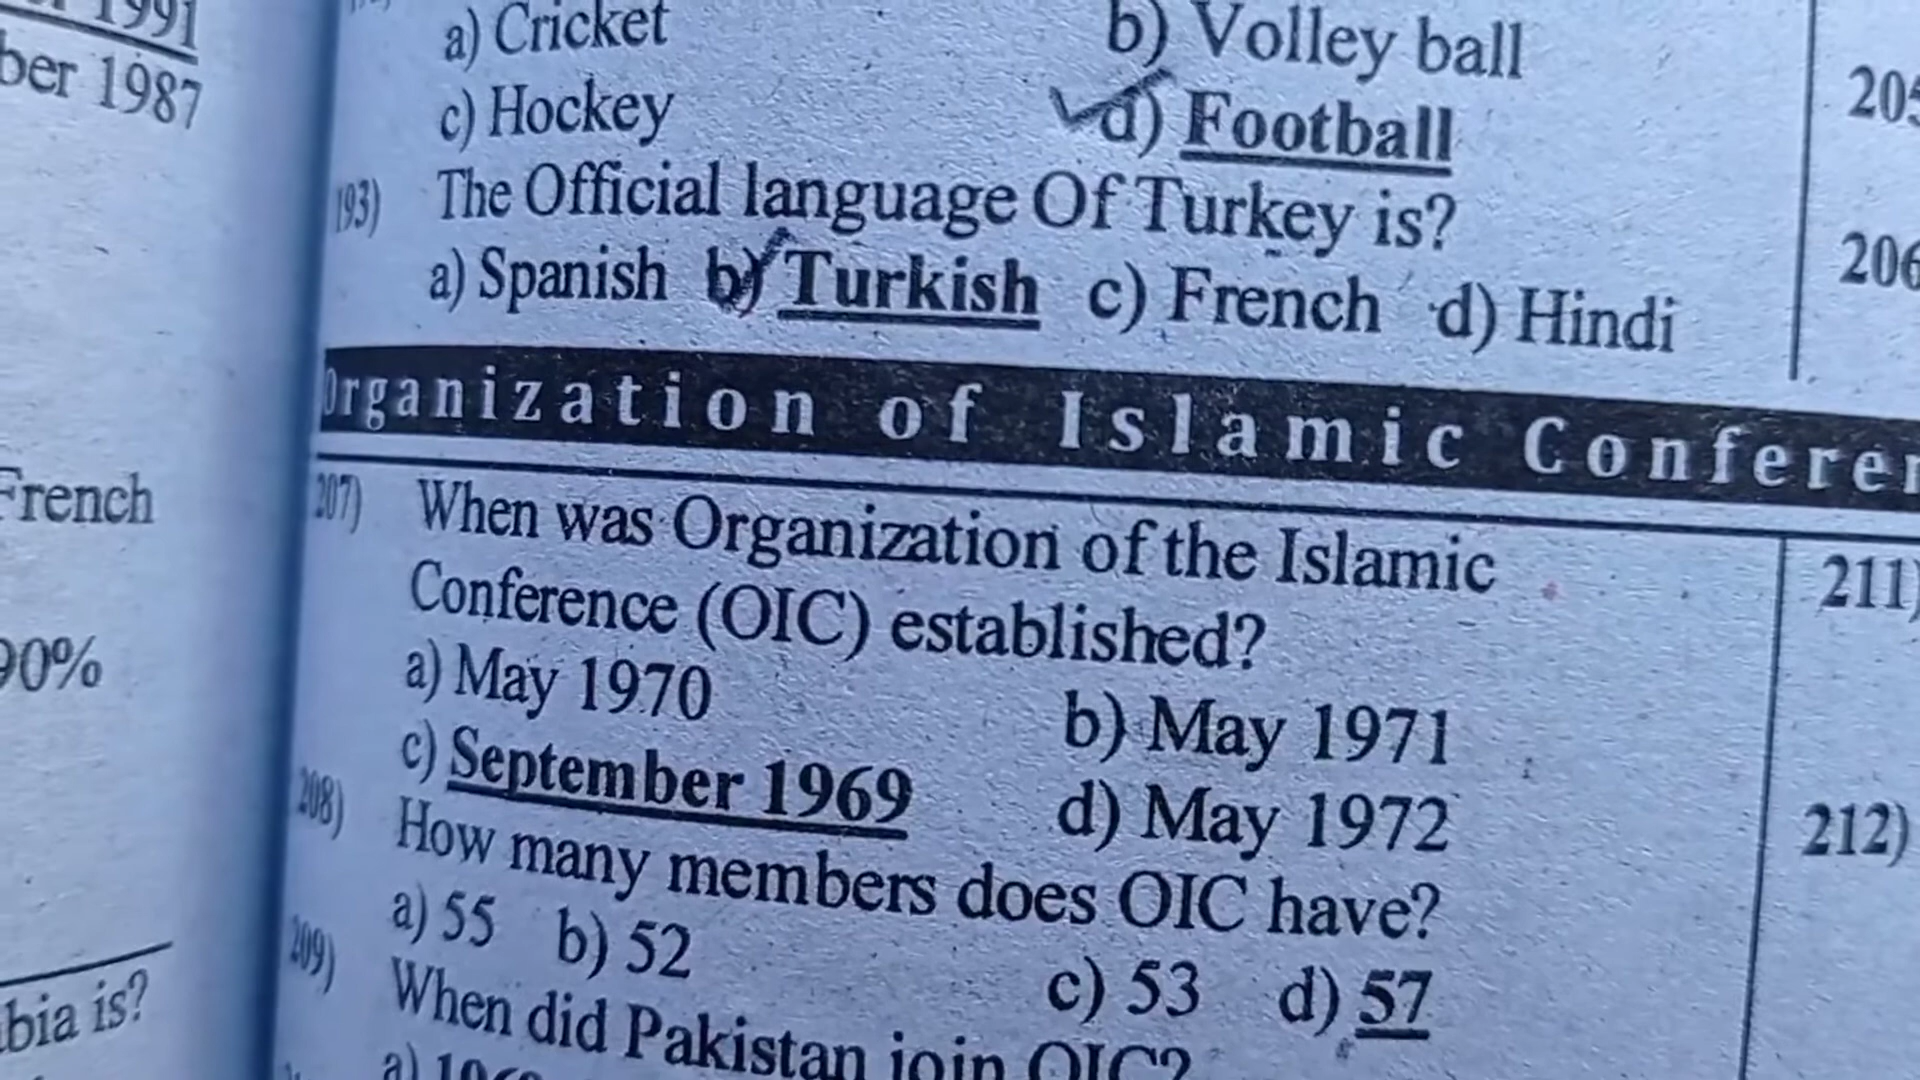 1991
ber 1987
French
90%
bia is?
a) Cricket b) Volley ball
c) Hockey d) Football
193) The Official language Of Turkey is?
a) Spanish b) Turkish c) French d) Hindi
Organization of Islamic Conferen
207) When was Organization of the Islamic
Conference (OIC) established?
a) May 1970 b) May 1971
c) September 1969 d) May 1972
208) How many members does OIC have?
a) 55 b) 52 c) 53 d) 57
209) When did Pakistan join OIC?
a)
205
206
211)
212)